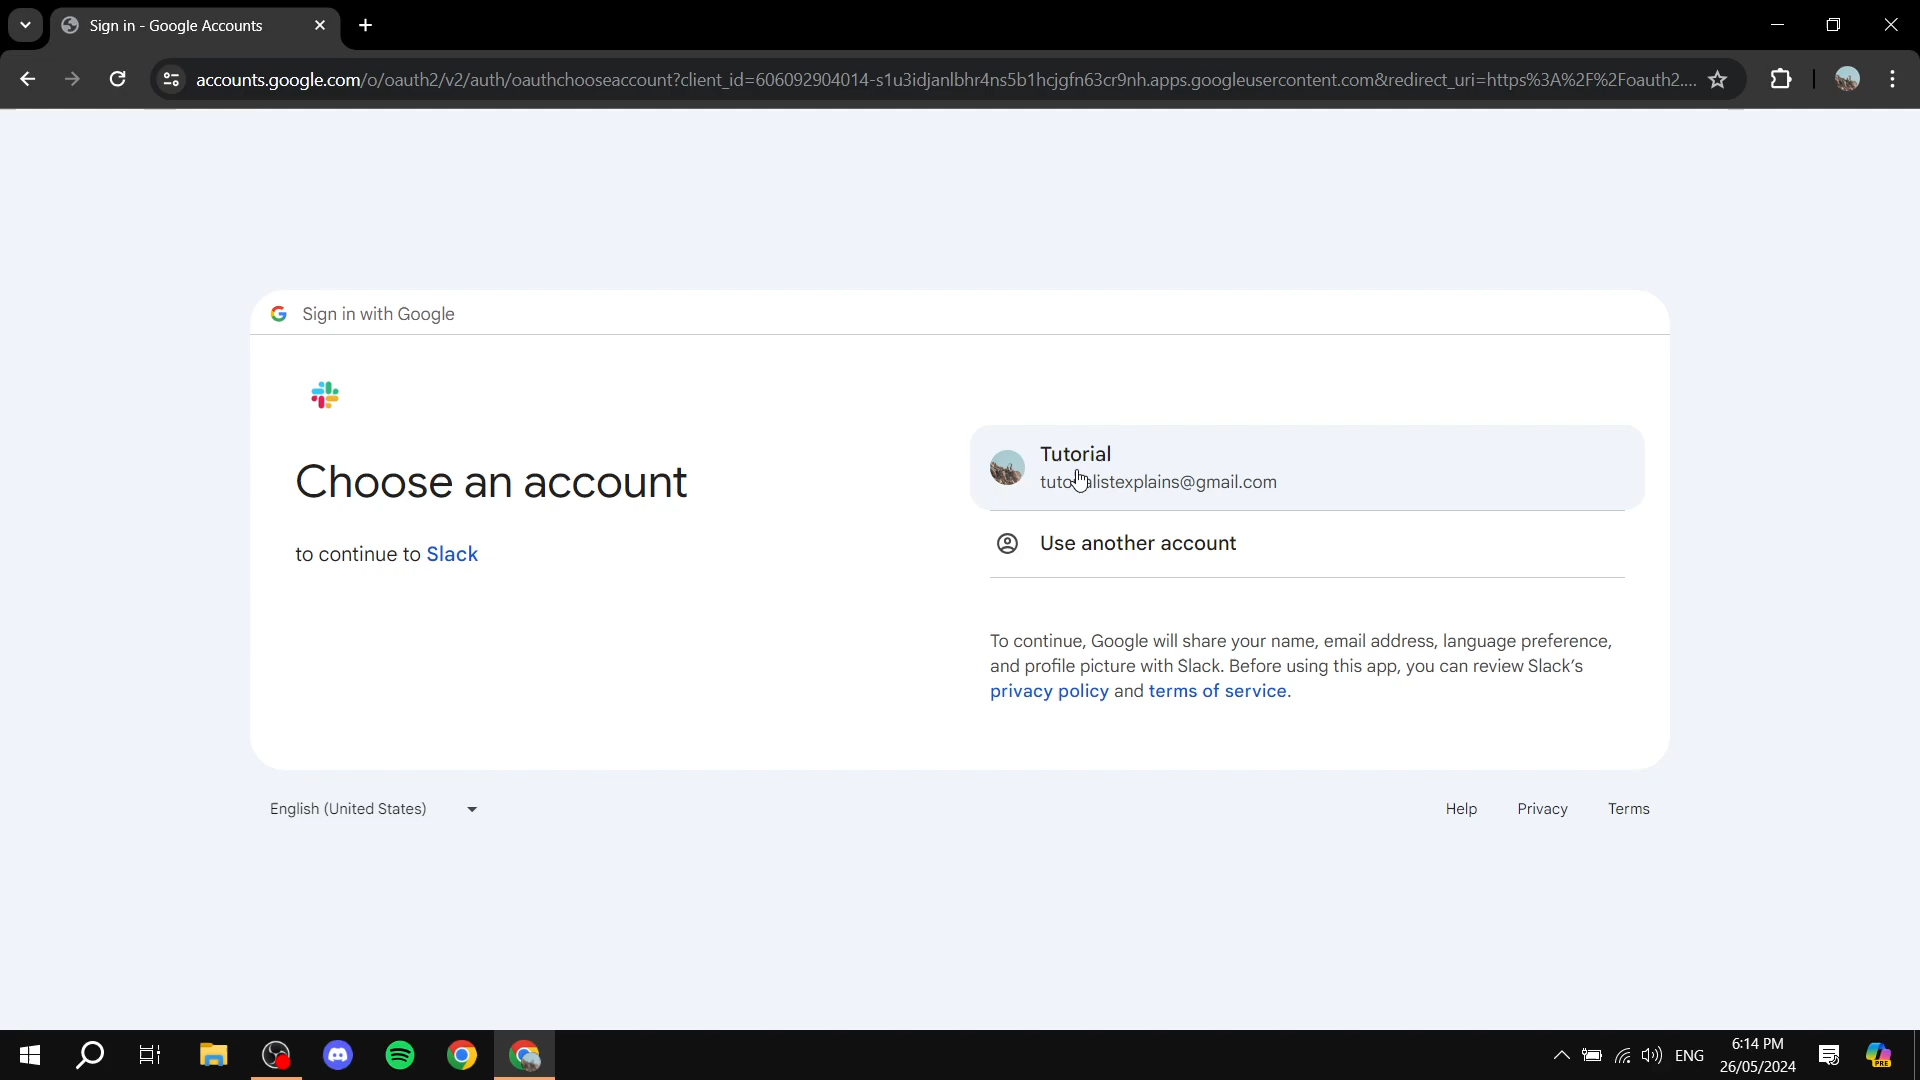 Sign in - Google Accounts
accounts.google.com/o/oauth2/v2/auth/oauthchooseaccount?client_id=606092904014-s1u3idjanlbhr4ns5b1hcjgfn63cr9nh.apps.googleusercontent.com&redirect_uri=https%3A%2F%2Foauth2....
Sign in with Google
Choose an account
to continue to Slack
Tutorial
tutorialistexplains@gmail.com
Use another account
To continue, Google will share your name, email address, language preference,
and profile picture with Slack. Before using this app, you can review Slack's
privacy policy and terms of service.
English (United States)
Help Privacy Terms
ENG
6:14 PM
26/05/2024
PRE